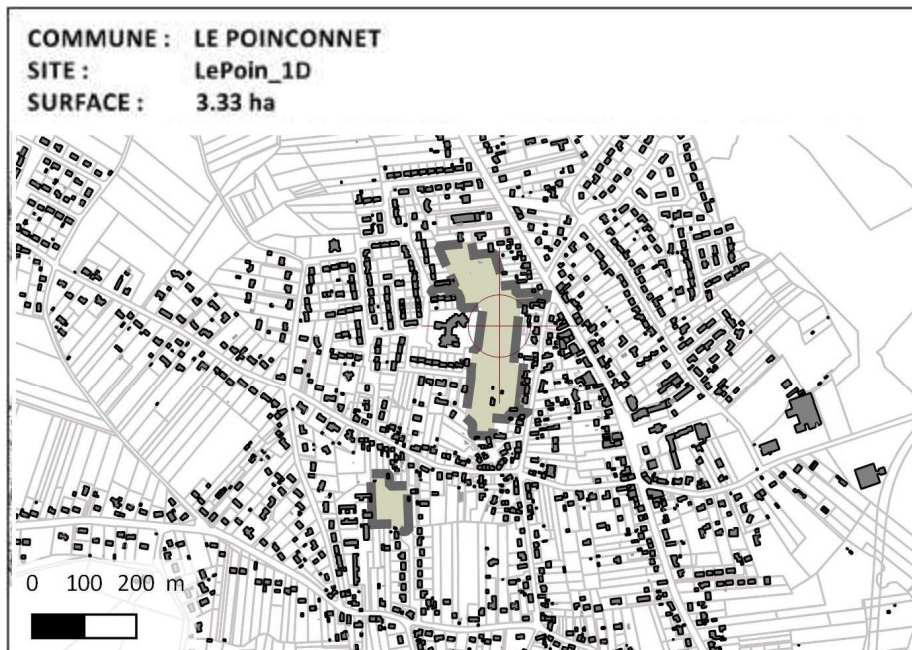 COMMUNE : LE POINCONNET
SITE : LePoin_1D
SURFACE : 3.33 ha
0 100 200 m